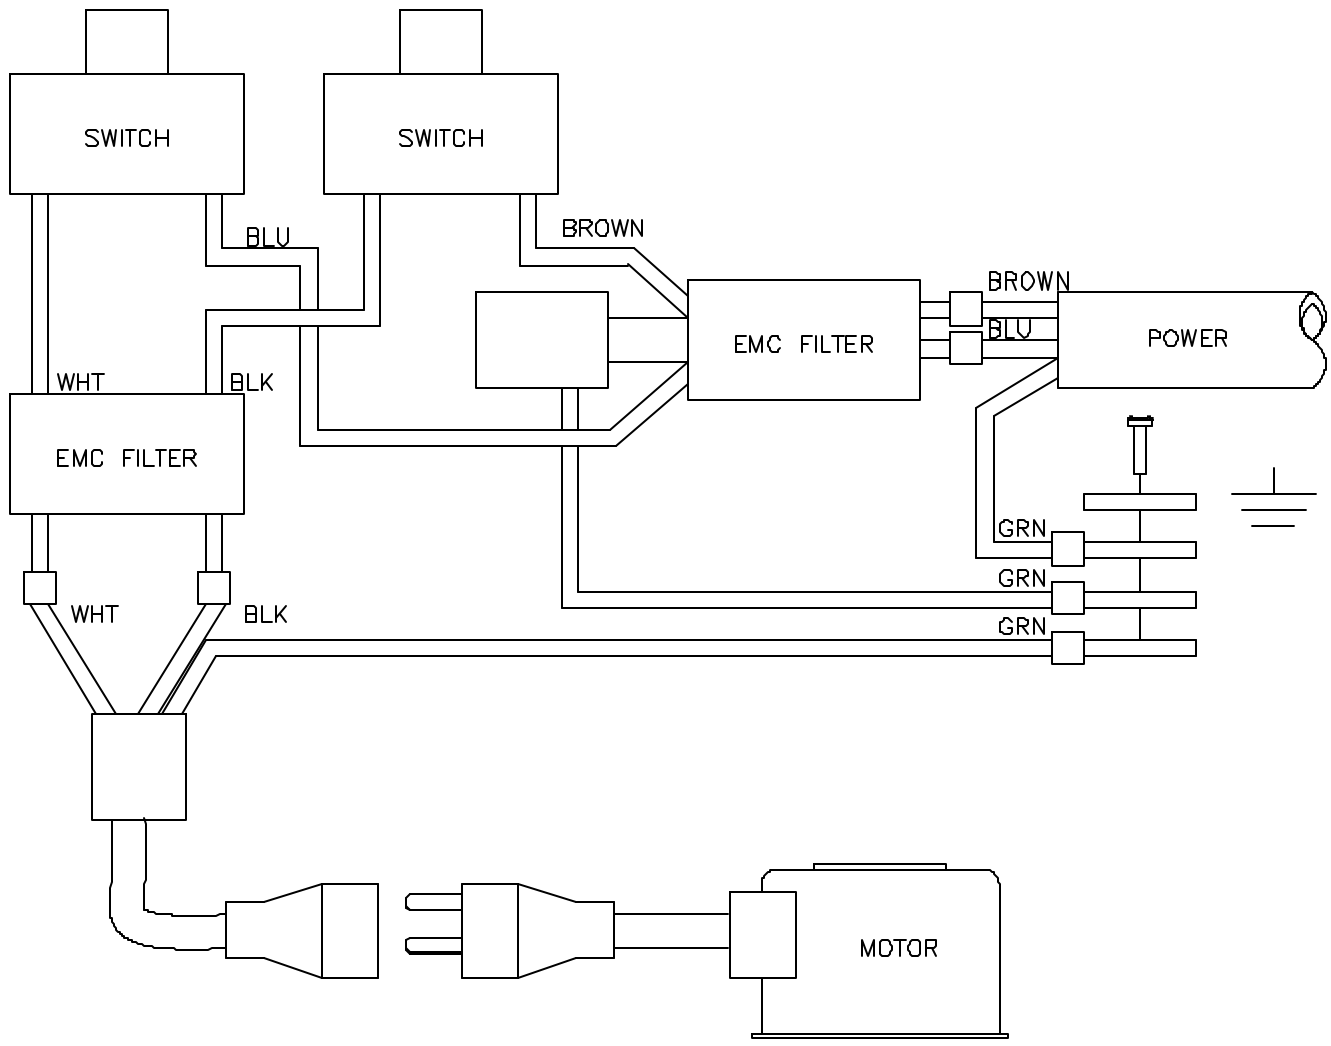 SWITCH
SWITCH
BLU
BROWN
BROWN
BLU
POWER
EMC FILTER
WHT
BLK
EMC FILTER
GRN
GRN
WHT
BLK
GRN
MOTOR